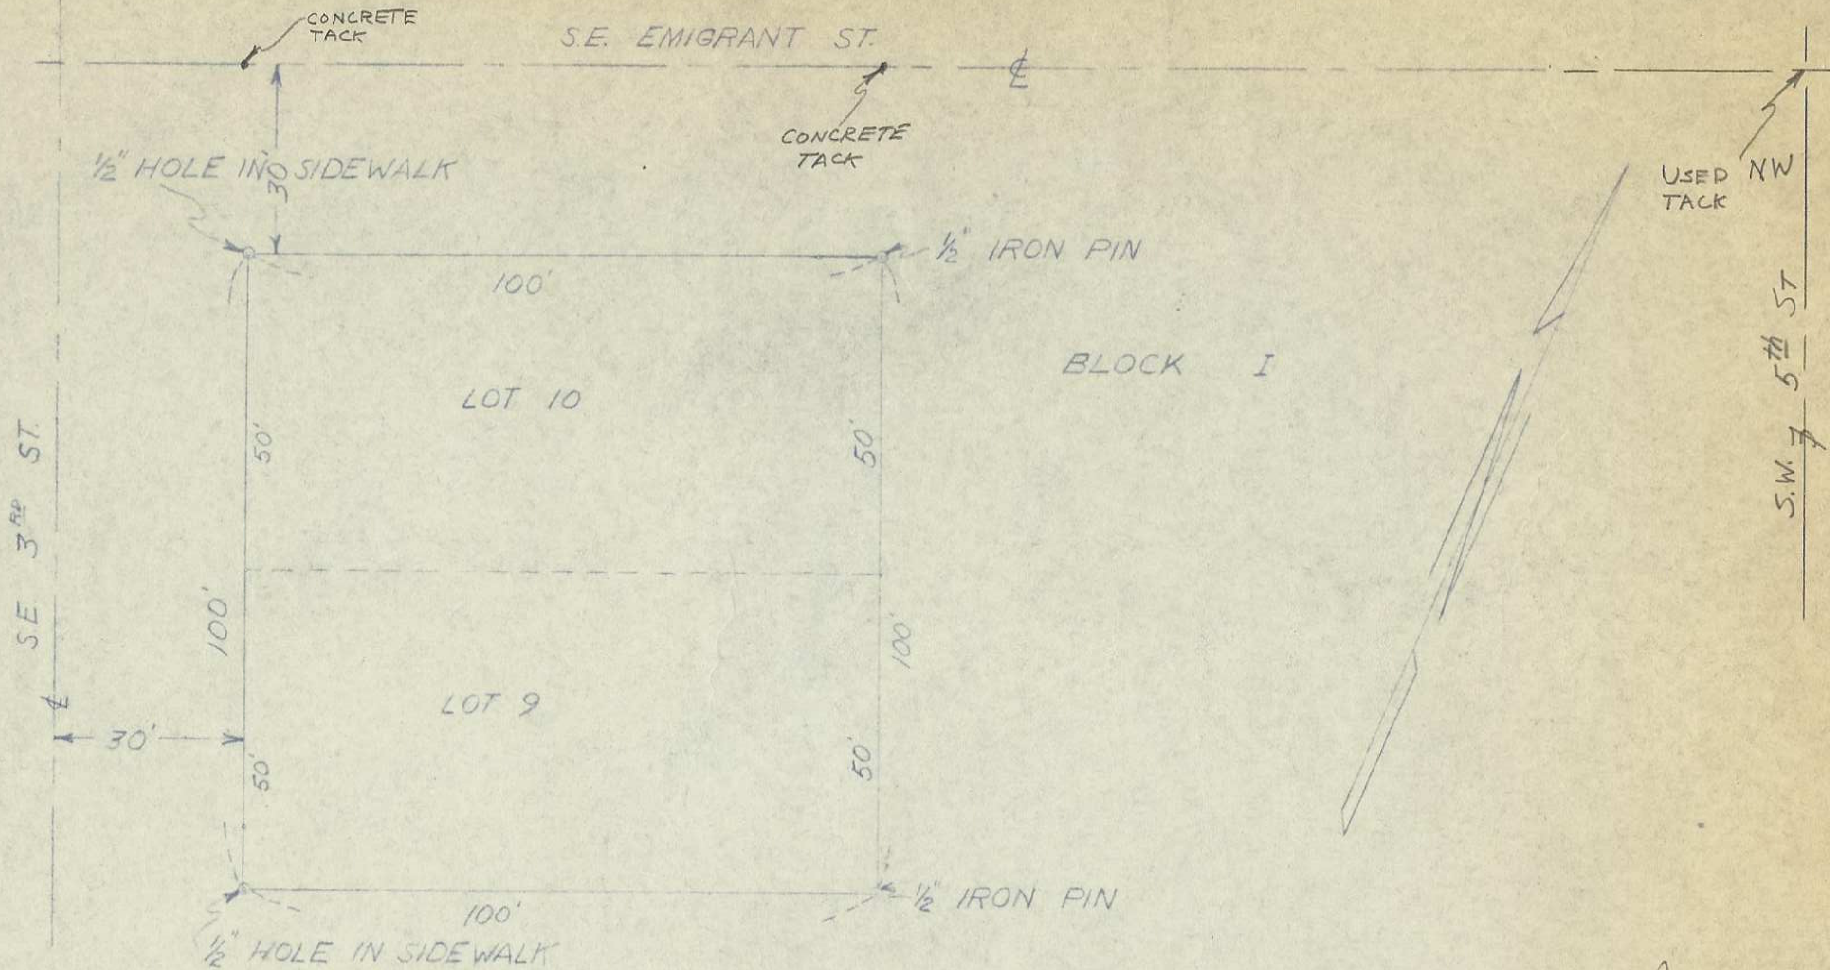 CONCRETE
TACK
S.E. EMIGRANT ST.
℄
CONCRETE
TACK
½" HOLE IN SIDEWALK
30'
USED
TACK
NW
½" IRON PIN
100'
BLOCK I
LOT 10
50'
50'
S.W. 5th ST
SE 3RD ST.
℄
100'
100'
LOT 9
30'
50'
50'
½" IRON PIN
100'
½" HOLE IN SIDEWALK